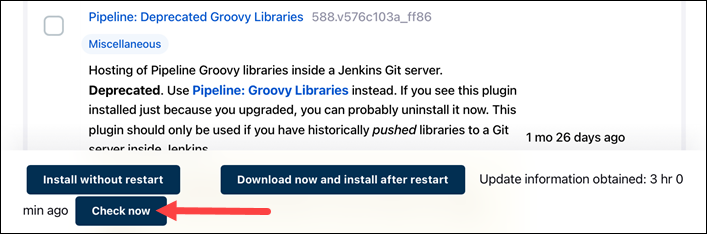 Pipeline: Deprecated Groovy Libraries 588.v576c103a_ff86
Miscellaneous
Hosting of Pipeline Groovy libraries inside a Jenkins Git server.
Deprecated. Use Pipeline: Groovy Libraries instead. If you see this plugin
installed just because you upgraded, you can probably uninstall it now. This
plugin should only be used if you have historically pushed libraries to a Git
server inside Jenkins.
1 mo 26 days ago
Install without restart Download now and install after restart Update information obtained: 3 hr 0
min ago Check now